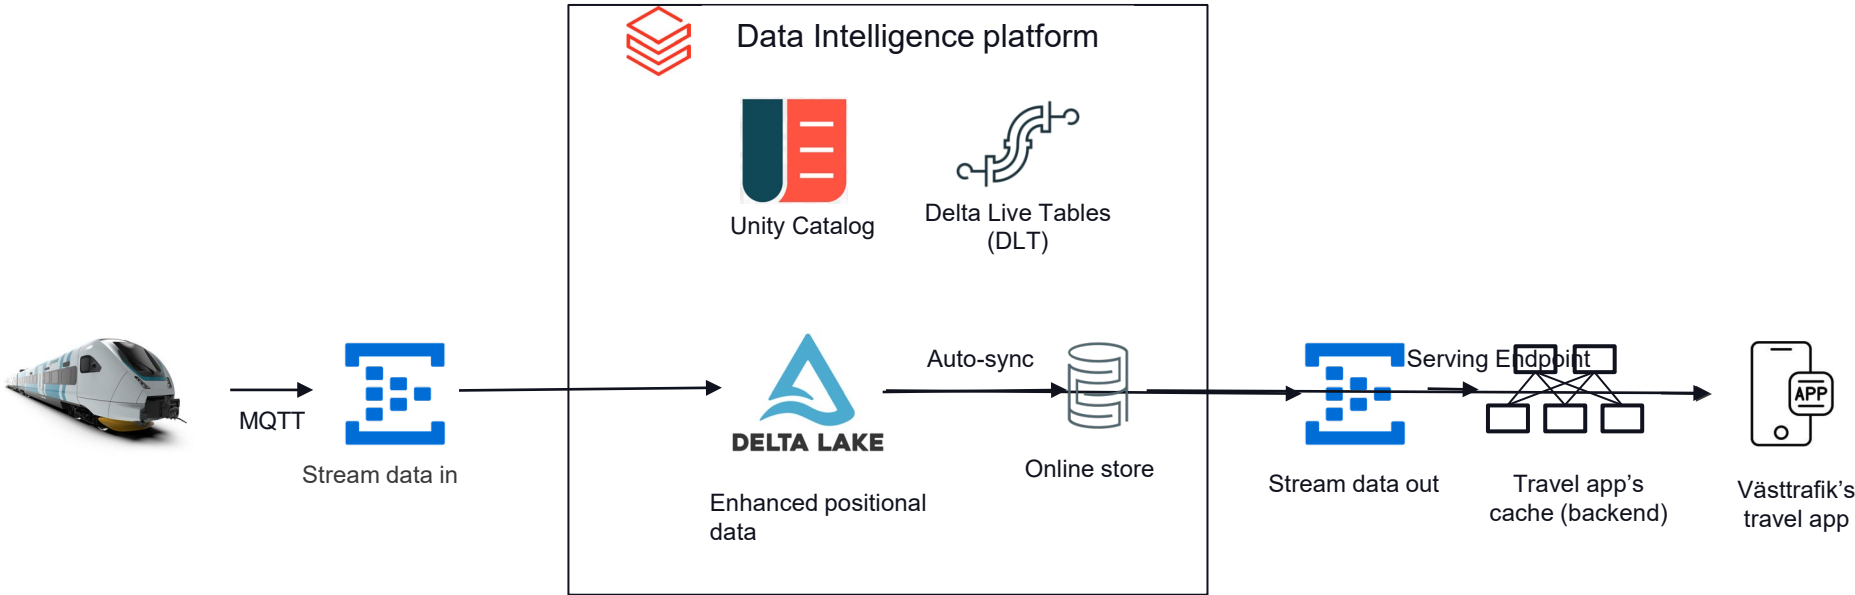 Data Intelligence platform
Unity Catalog
Delta Live Tables
(DLT)
MQTT
Stream data in
DELTA LAKE
Enhanced positional
data
Auto-sync
Online store
Serving Endpoint
Stream data out
Travel app’s
cache (backend)
APP
Västtrafik’s
travel app